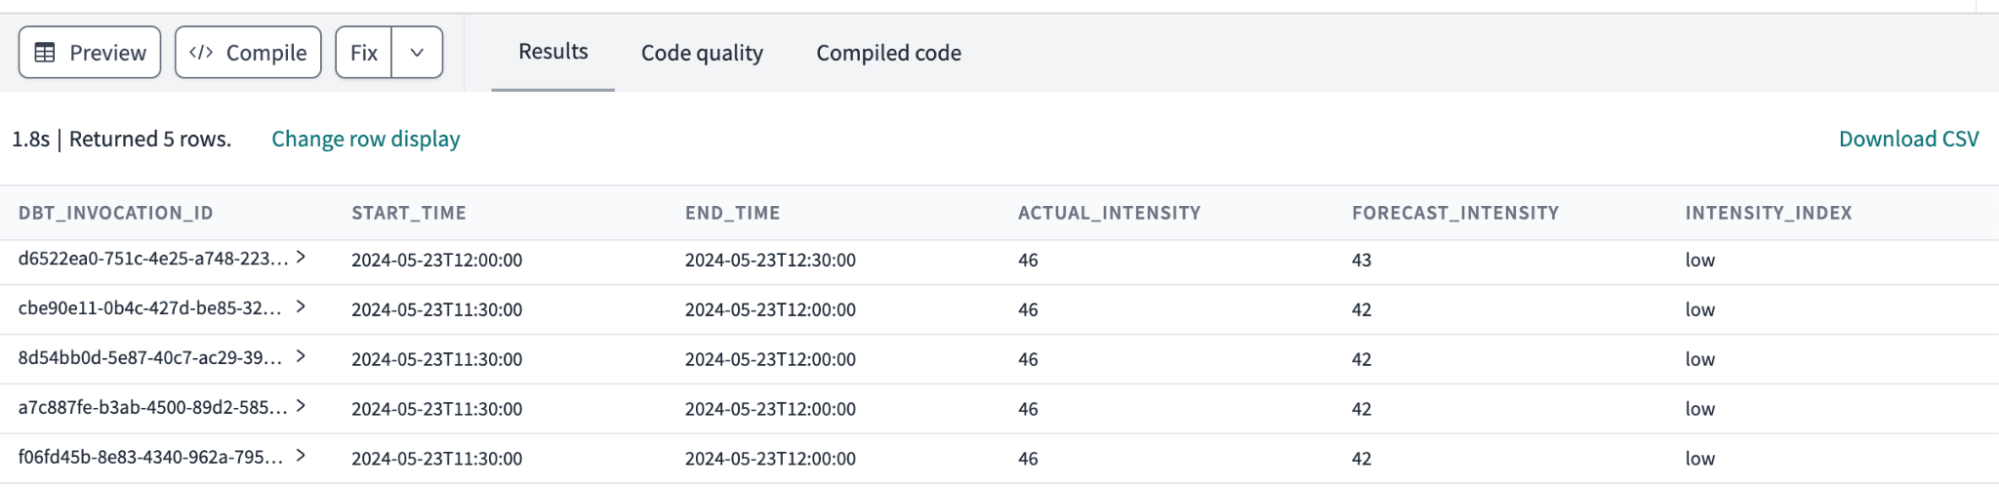 Preview </> Compile Fix Results Code quality Compiled code
1.8s | Returned 5 rows. Change row display Download CSV
DBT_INVOCATION_ID START_TIME END_TIME ACTUAL_INTENSITY FORECAST_INTENSITY INTENSITY_INDEX
d6522ea0-751c-4e25-a748-223... > 2024-05-23T12:00:00 2024-05-23T12:30:00 46 43 low
cbe90e11-0b4c-427d-be85-32... > 2024-05-23T11:30:00 2024-05-23T12:00:00 46 42 low
8d54bb0d-5e87-40c7-ac29-39... > 2024-05-23T11:30:00 2024-05-23T12:00:00 46 42 low
a7c887fe-b3ab-4500-89d2-585... > 2024-05-23T11:30:00 2024-05-23T12:00:00 46 42 low
f06fd45b-8e83-4340-962a-795... > 2024-05-23T11:30:00 2024-05-23T12:00:00 46 42 low